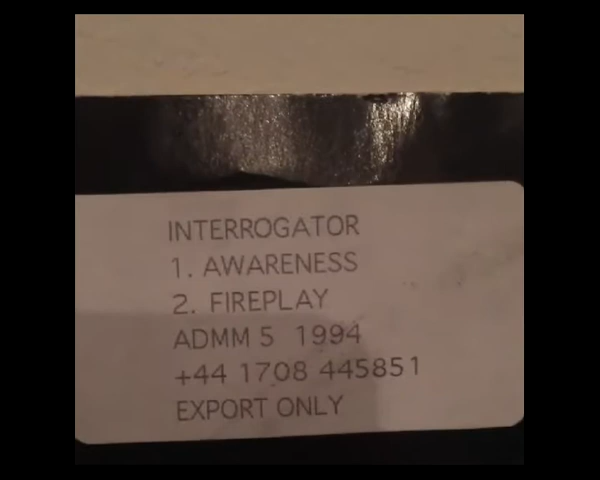 INTERROGATOR
1. AWARENESS
2. FIREPLAY
ADMM 5 1994
+44 1708 445851
EXPORT ONLY